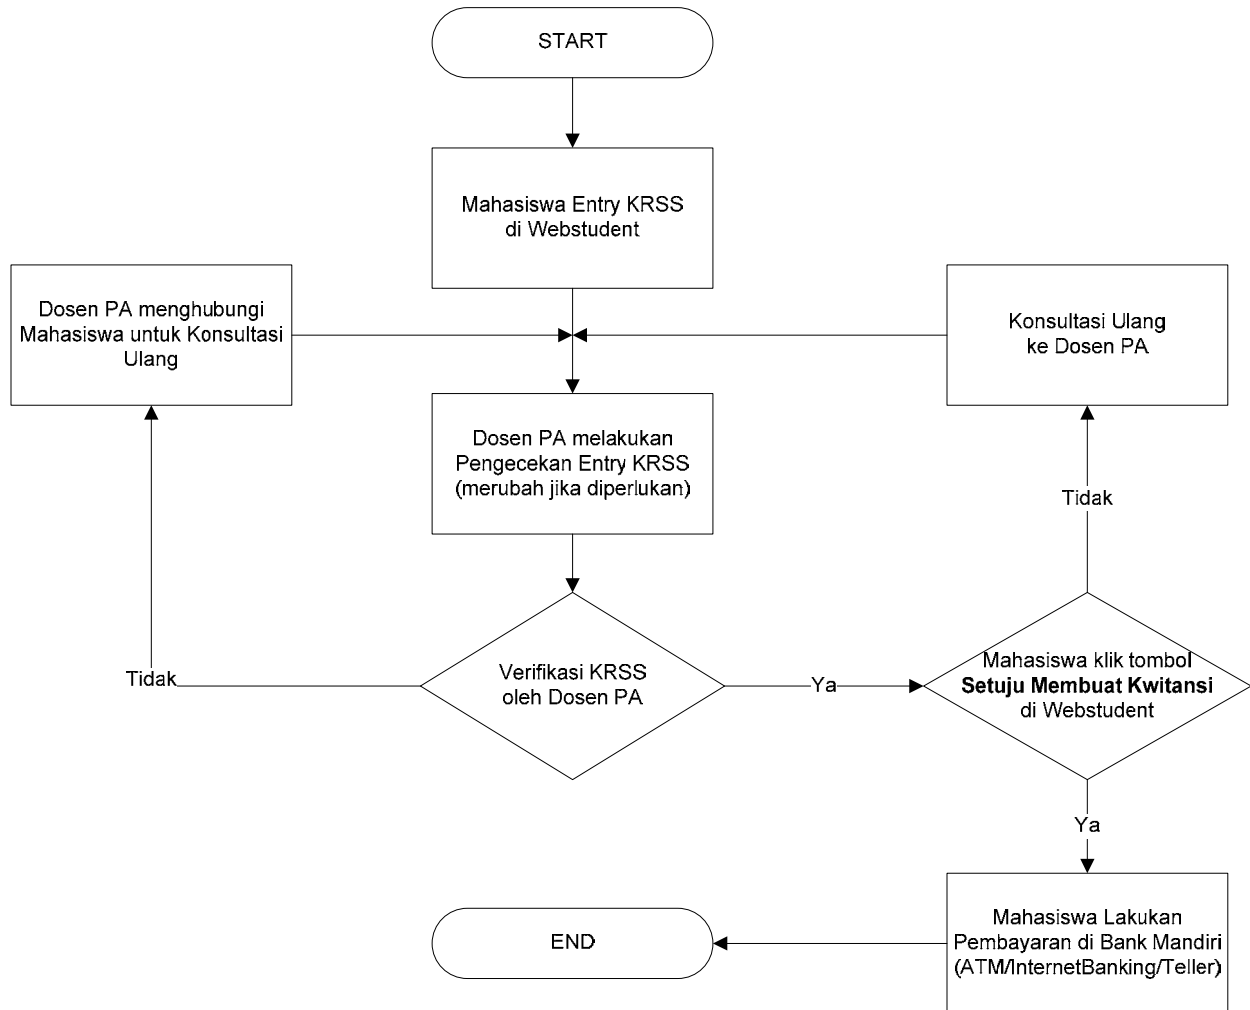 START
Mahasiswa Entry KRSS
di Webstudent
Dosen PA menghubungi
Mahasiswa untuk Konsultasi
Ulang
Konsultasi Ulang
ke Dosen PA
Dosen PA melakukan
Pengecekan Entry KRSS
(merubah jika diperlukan)
Tidak
Verifikasi KRSS
oleh Dosen PA
Tidak
Ya
Mahasiswa klik tombol
Setuju Membuat Kwitansi
di Webstudent
Ya
Mahasiswa Lakukan
Pembayaran di Bank Mandiri
(ATM/InternetBanking/Teller)
END